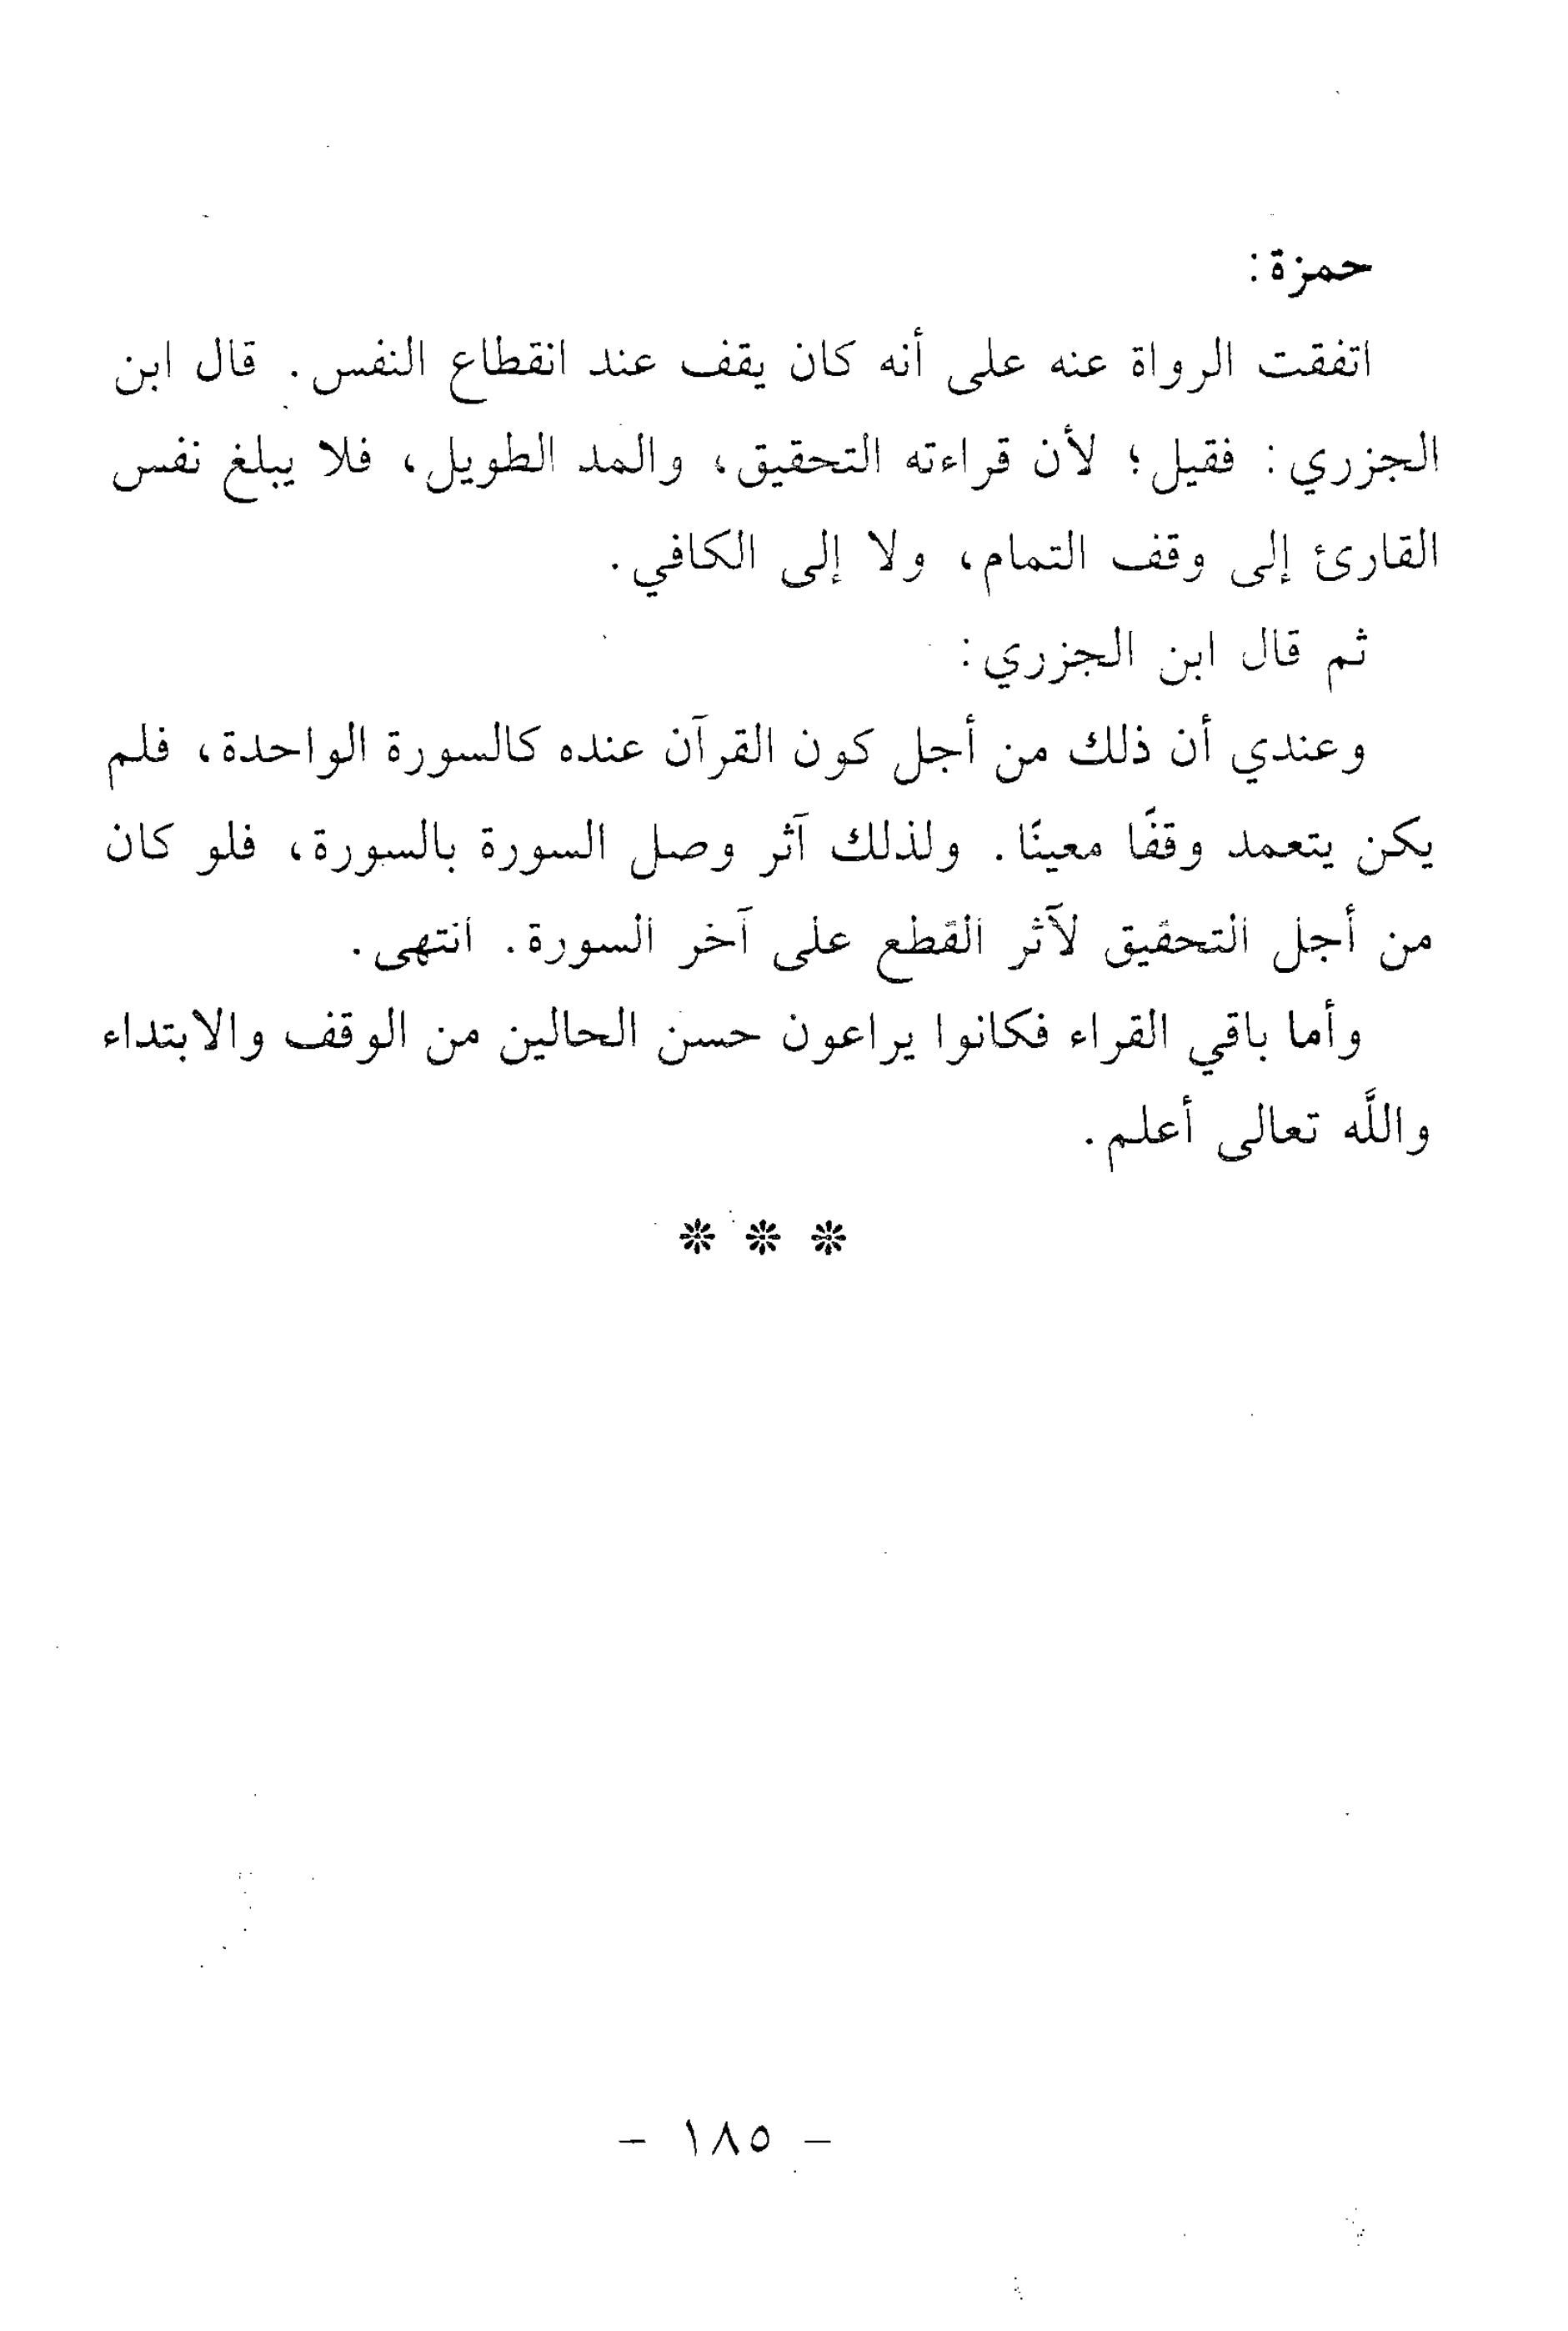 حمزة:
اتفقت الرواة عنه على أنه كان يقف عند انقطاع النفس. قال ابن
الجزري: فقيل؛ لأن قراءته التحقيق، والمد الطويل، فلا يبلغ نفس
القارئ إلى وقف التمام، ولا إلى الكافي.
ثم قال ابن الجزري:
وعندي أن ذلك من أجل كون القرآن عنده كالسورة الواحدة، فلم
يكن يتعمد وقفًا معينًا. ولذلك آثر وصل السورة بالسورة، فلو كان
من أجل التحقيق لآثر القطع على آخر السورة. انتهى.
وأما باقي القراء فكانوا يراعون حسن الحالين من الوقف والابتداء
واللَّه تعالى أعلم.
* * *
- ١٨٥ -